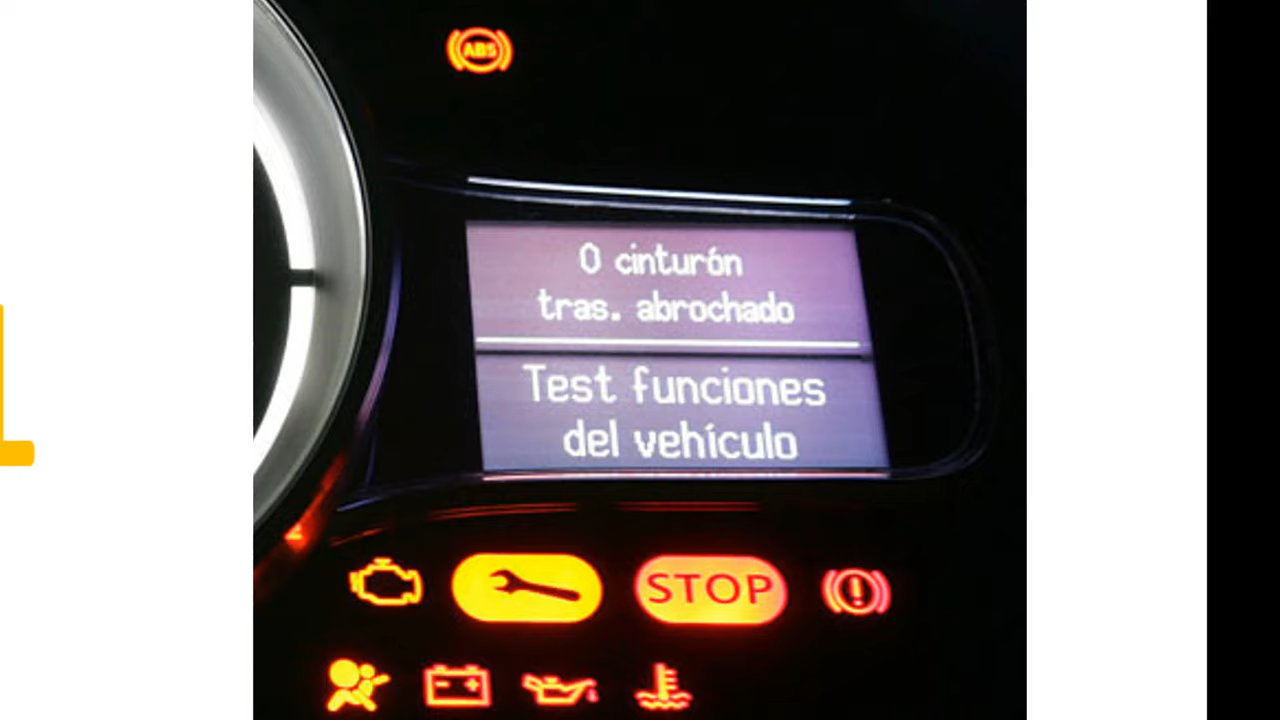 ABS
0 cinturón
tras. abrochado
Test funciones
del vehículo
STOP